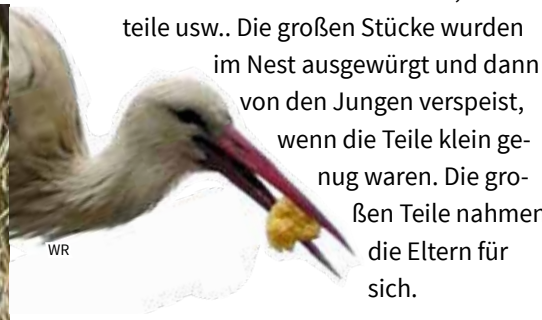 teile usw.. Die großen Stücke wurden
im Nest ausgewürgt und dann
von den Jungen verspeist,
wenn die Teile klein ge-
nug waren. Die gro-
ßen Teile nahmen
die Eltern für
sich.
WR